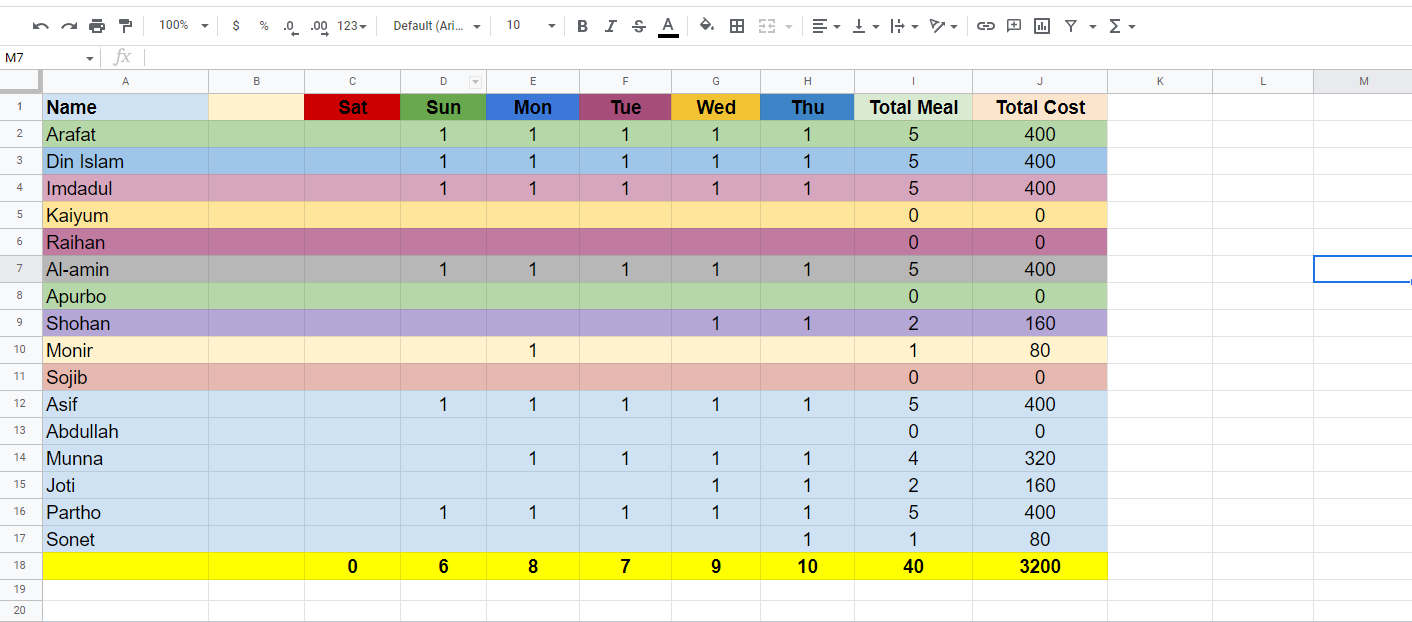 100% $ % .0 .00 123 Default (Ari... 10 B I S A
M7 fx
A B C D E F G H I J K L M
1 Name Sat Sun Mon Tue Wed Thu Total Meal Total Cost
2 Arafat 1 1 1 1 1 5 400
3 Din Islam 1 1 1 1 1 5 400
4 Imdadul 1 1 1 1 1 5 400
5 Kaiyum 0 0
6 Raihan 0 0
7 Al-amin 1 1 1 1 1 5 400
8 Apurbo 0 0
9 Shohan 1 1 2 160
10 Monir 1 1 80
11 Sojib 0 0
12 Asif 1 1 1 1 1 5 400
13 Abdullah 0 0
14 Munna 1 1 1 1 4 320
15 Joti 1 1 2 160
16 Partho 1 1 1 1 1 5 400
17 Sonet 1 1 80
18 0 6 8 7 9 10 40 3200
19
20